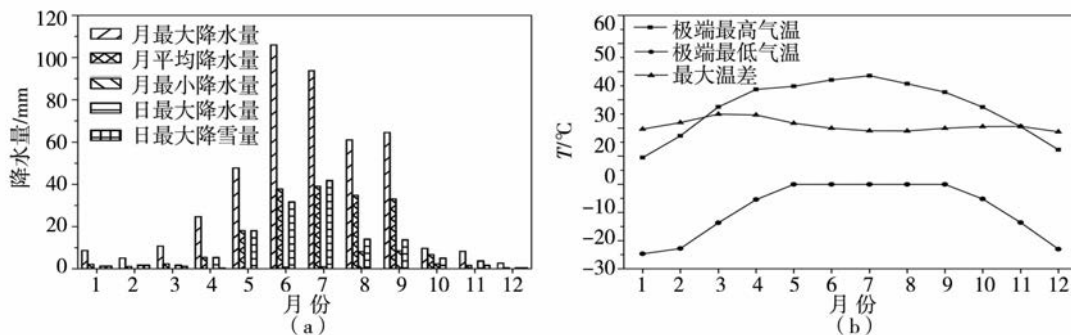 120
100
80
60
40
20
0
降水量/mm
月最大降水量
月平均降水量
月最小降水量
日最大降水量
日最大降雪量
1 2 3 4 5 6 7 8 9 10 11 12
月 份
(a)
60
50
40
30
20
10
0
-10
-20
-30
T/℃
极端最高气温
极端最低气温
最大温差
1 2 3 4 5 6 7 8 9 10 11 12
月 份
(b)